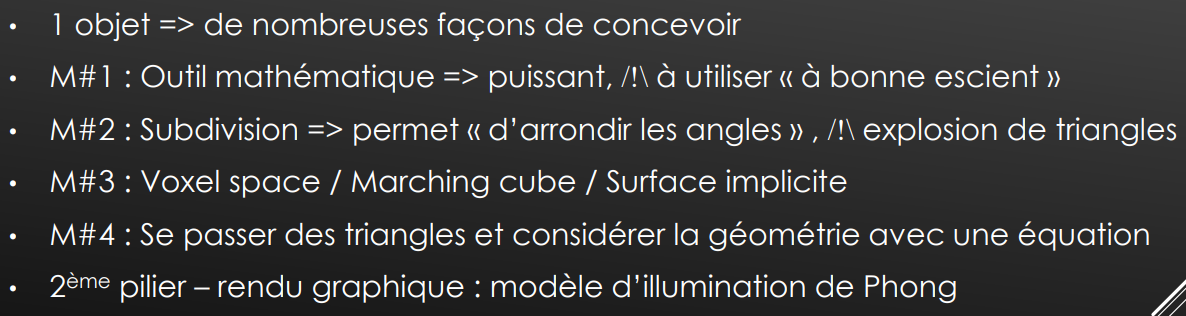 • 1 objet => de nombreuses façons de concevoir
• M#1 : Outil mathématique => puissant, /!\ à utiliser « à bonne escient »
• M#2 : Subdivision => permet « d’arrondir les angles » , /!\ explosion de triangles
• M#3 : Voxel space / Marching cube / Surface implicite
• M#4 : Se passer des triangles et considérer la géométrie avec une équation
• 2ème pilier – rendu graphique : modèle d’illumination de Phong